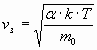 v_s = √(α · k · T / m_0)